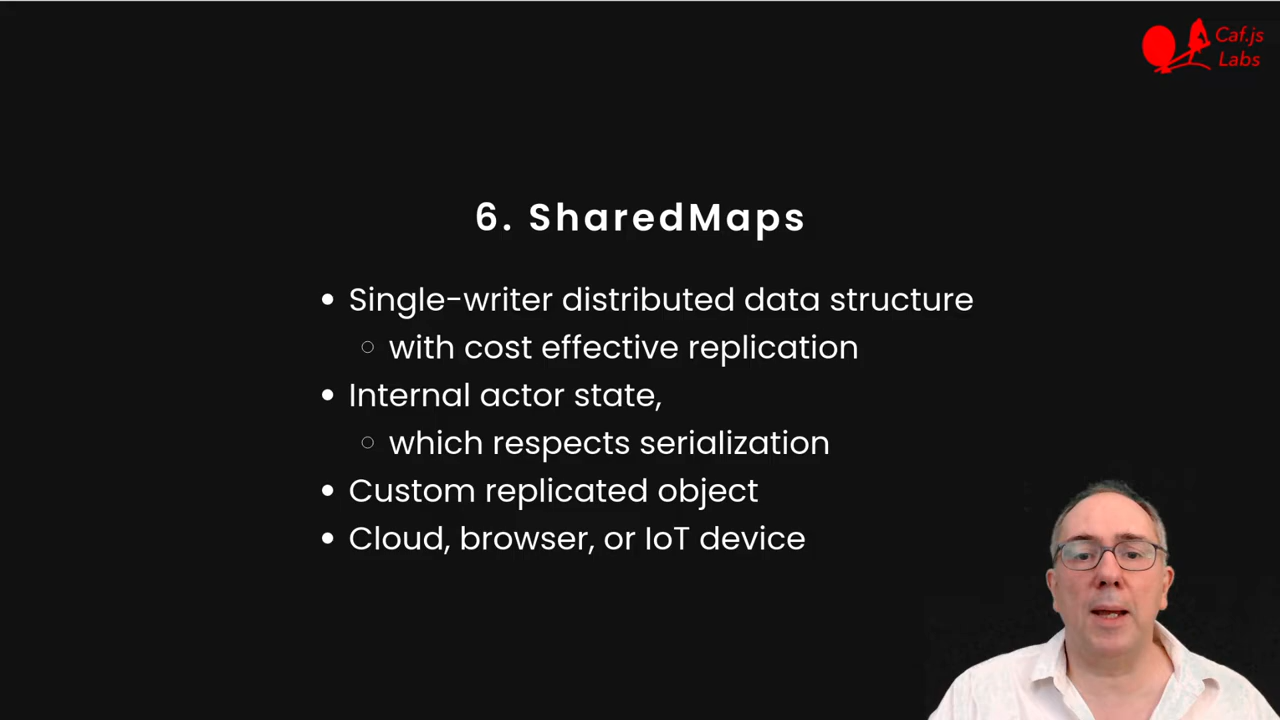 Caf.js
Labs
6. SharedMaps
• Single-writer distributed data structure
○ with cost effective replication
• Internal actor state,
○ which respects serialization
• Custom replicated object
• Cloud, browser, or IoT device